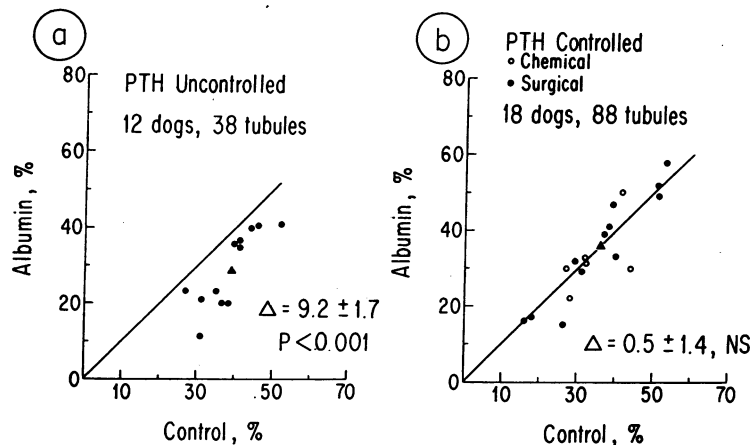 a
PTH Uncontrolled
12 dogs, 38 tubules
80
60
40
20
0
Albumin, %
Δ = 9.2 ± 1.7
P < 0.001
10
30
50
70
Control, %
b
PTH Controlled
Chemical
Surgical
18 dogs, 88 tubules
80
60
40
20
0
Albumin, %
Δ = 0.5 ± 1.4, NS
10
30
50
70
Control, %